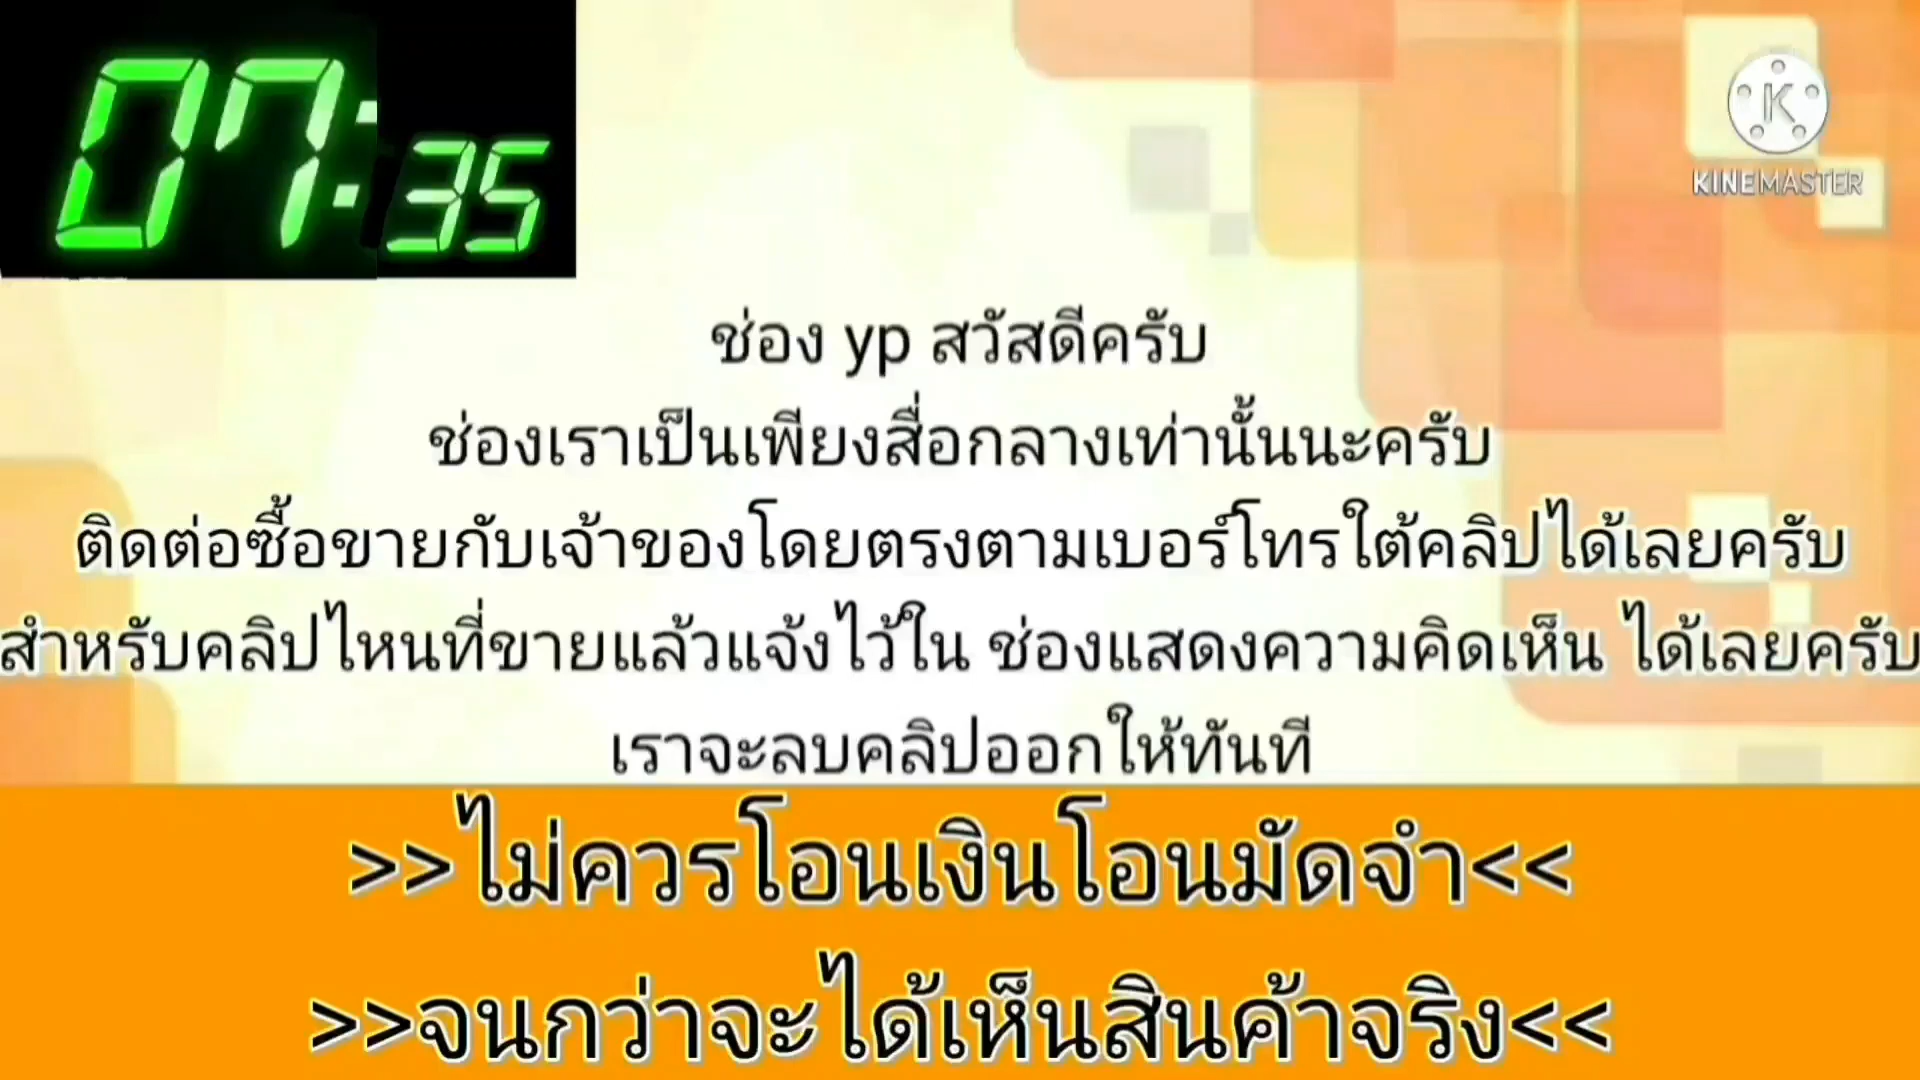 07:35
KINEMASTER
ช่อง yp สวัสดีครับ
ช่องเราเป็นเพียงสื่อกลางเท่านั้นนะครับ
ติดต่อซื้อขายกับเจ้าของโดยตรงตามเบอร์โทรใต้คลิปได้เลยครับ
สำหรับคลิปไหนที่ขายแล้วแจ้งไว้ใน ช่องแสดงความคิดเห็น ได้เลยครับ
เราจะลบคลิปออกให้ทันที
>>ไม่ควรโอนเงินโอนมัดจำ<<
>>จนกว่าจะได้เห็นสินค้าจริง<<